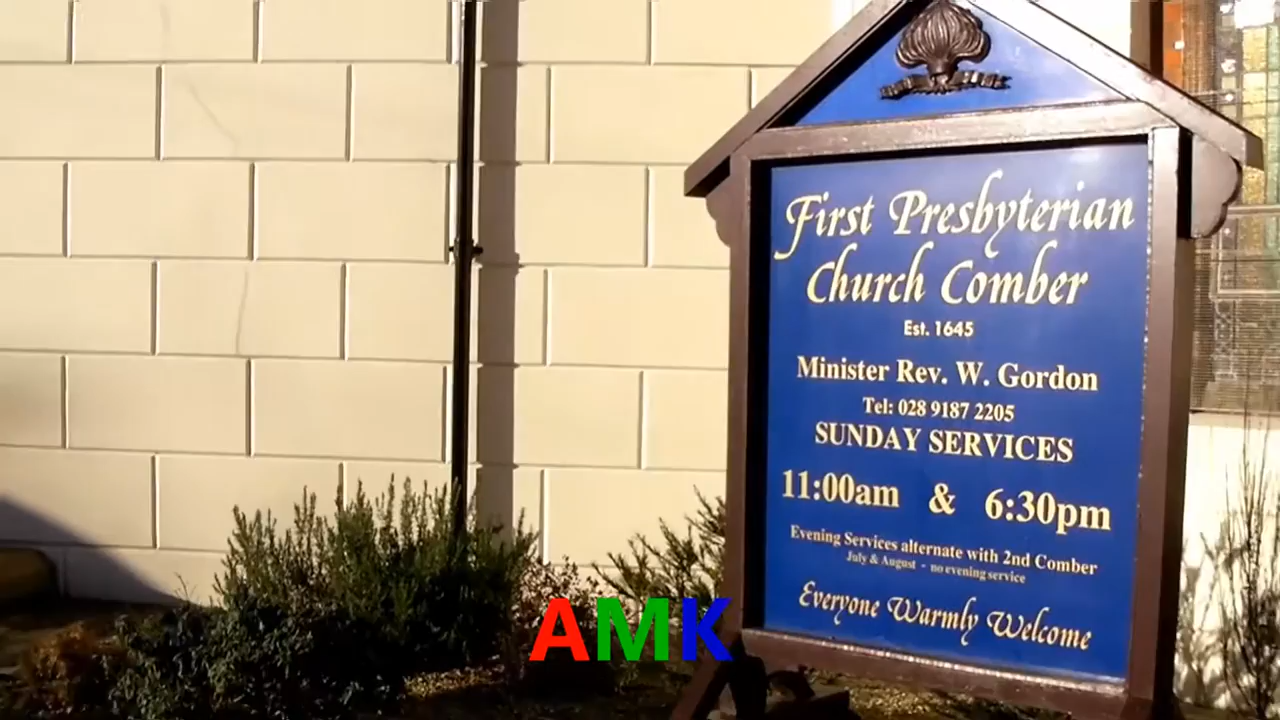 First Presbyterian
Church Comber
Est. 1645
Minister Rev. W. Gordon
Tel: 028 9187 2205
SUNDAY SERVICES
11:00am & 6:30pm
Evening Services alternate with 2nd Comber
July & August - no evening service
Everyone Warmly Welcome
AMK